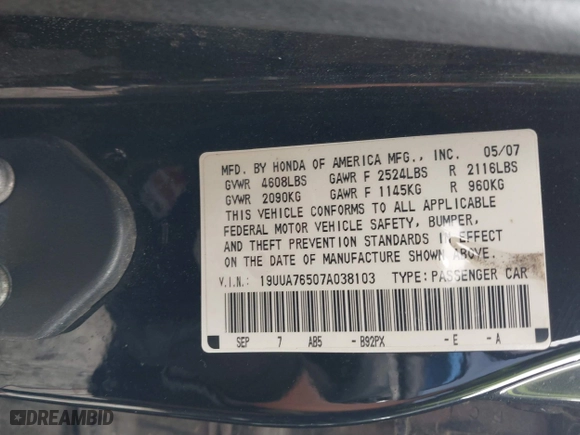 MFD. BY HONDA OF AMERICA MFG., INC. 05/07
GVWR 4608LBS GAWR F 2524LBS R 2116LBS
GVWR 2090KG GAWR F 1145KG R 960KG
THIS VEHICLE CONFORMS TO ALL APPLICABLE
FEDERAL MOTOR VEHICLE SAFETY, BUMPER,
AND THEFT PREVENTION STANDARDS IN EFFECT
ON THE DATE OF MANUFACTURE SHOWN ABOVE.
V.I.N.: 19UUA76507A038103 TYPE: PASSENGER CAR
SEP 7 AB5 - B92PX - E - A
DREAMBID